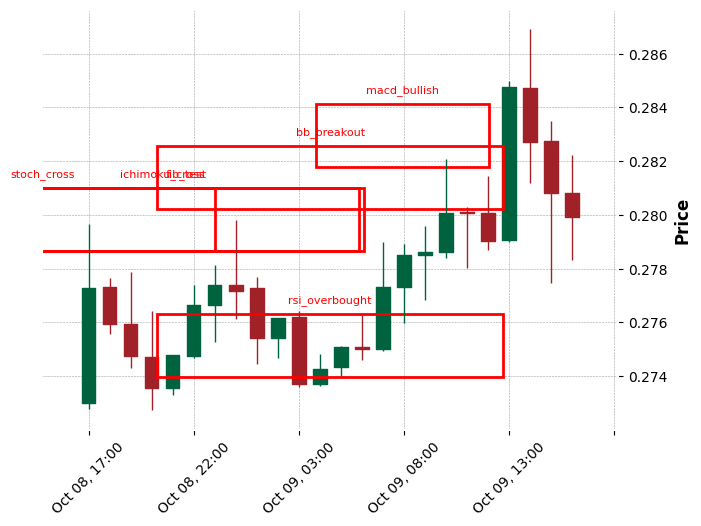 macd_bullish
bb_breakout
stoch_cross
rsi_overbought
0.286
0.284
0.282
0.280
0.278
0.276
0.274
Price
Oct 08, 17:00
Oct 08, 22:00
Oct 09, 03:00
Oct 09, 08:00
Oct 09, 13:00